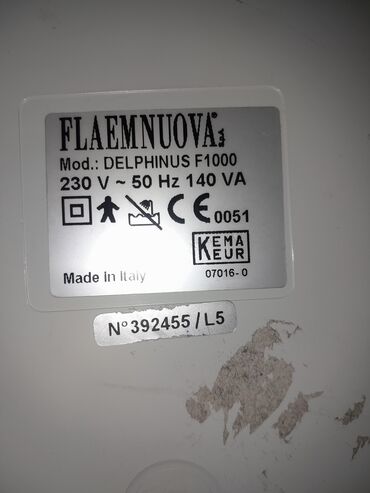 FLAEMNUOVA
Mod.: DELPHINUS F1000
230 V ~ 50 Hz 140 VA
CE 0051
KEMA
KEUR
Made in Italy
07016-0
N° 392455 / L5